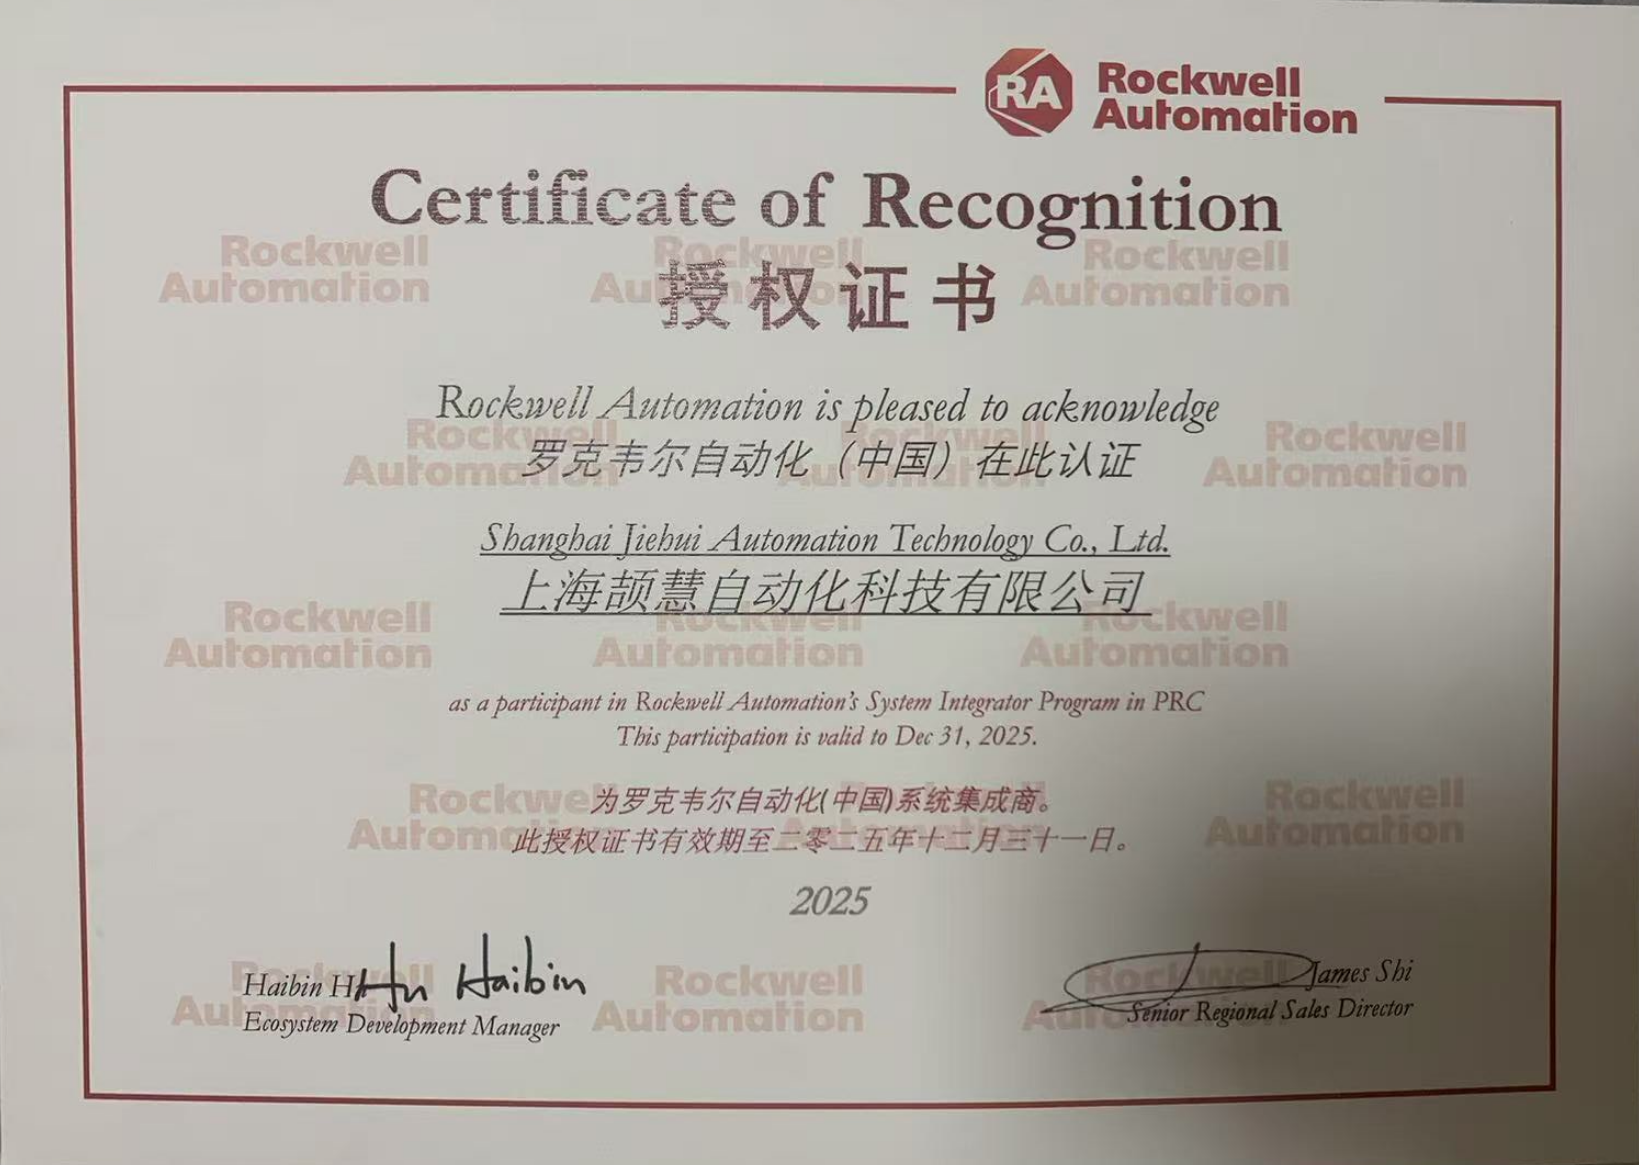 Rockwell
Automation
Certificate of Recognition
授权证书
Rockwell Automation is pleased to acknowledge
罗克韦尔自动化（中国）在此认证
Shanghai Jiehui Automation Technology Co., Ltd.
上海颉慧自动化科技有限公司
as a participant in Rockwell Automation's System Integrator Program in PRC
This participation is valid to Dec 31, 2025.
为罗克韦尔自动化(中国)系统集成商。
此授权证书有效期至二零二五年十二月三十一日。
2025
Hu Haibin
Haibin
Ecosystem Development Manager
James Shi
Senior Regional Sales Director